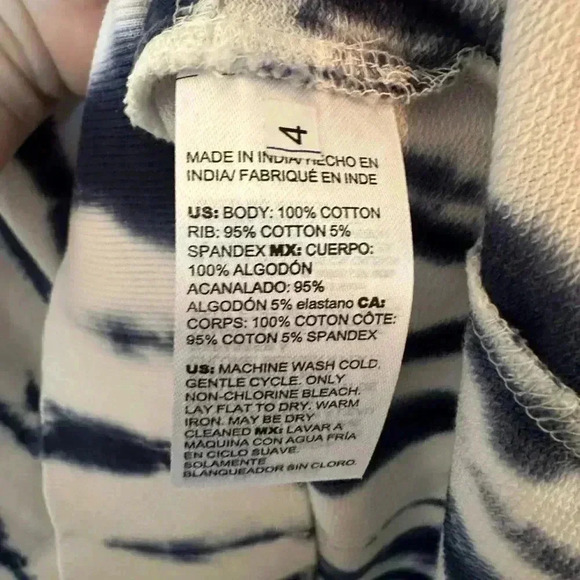 4
MADE IN INDIA/ HECHO EN
INDIA/ FABRIQUÉ EN INDE
US: BODY: 100% COTTON
RIB: 95% COTTON 5%
SPANDEX MX: CUERPO:
100% ALGODÓN
ACANALADO: 95%
ALGODÓN 5% elastano CA:
CORPS: 100% COTON CÔTE:
95% COTON 5% SPANDEX
US: MACHINE WASH COLD.
GENTLE CYCLE. ONLY
NON-CHLORINE BLEACH.
LAY FLAT TO DRY. WARM
IRON. MAY BE DRY
CLEANED MX: LAVAR A
MÁQUINA CON AGUA FRÍA
EN CICLO SUAVE.
SOLAMENTE
BLANQUEADOR SIN CLORO.